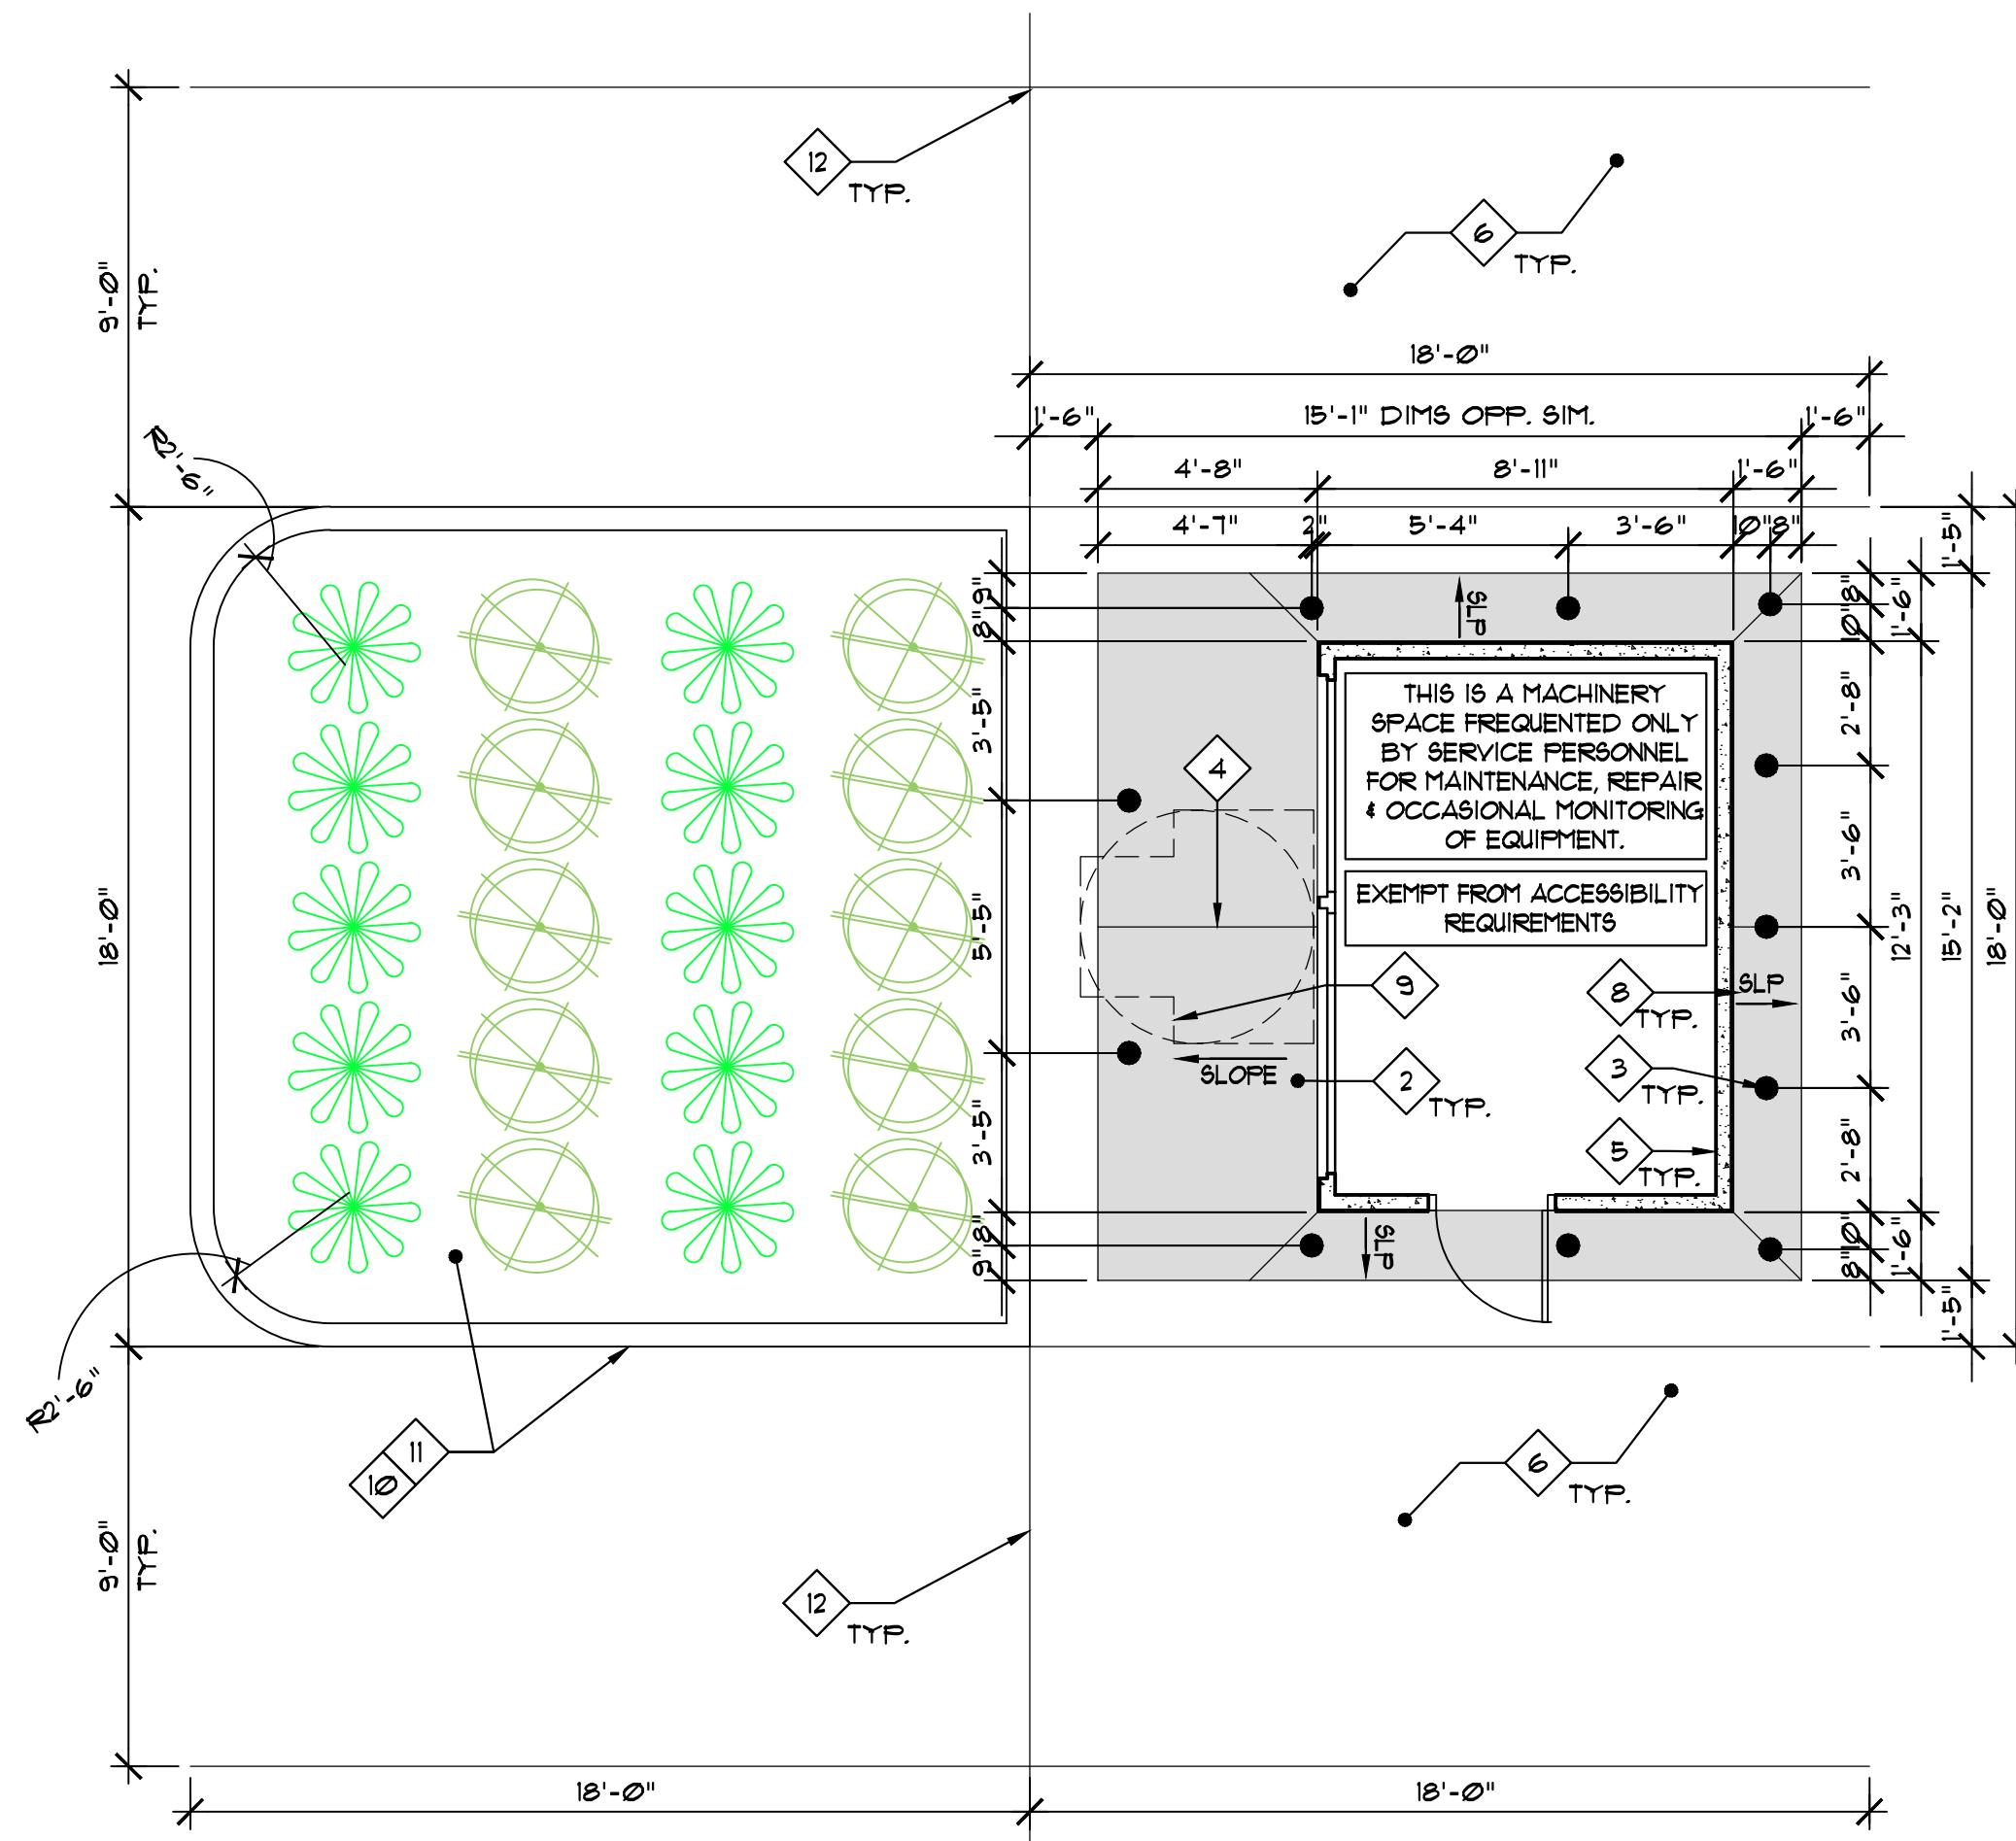 12
TYP.
6
TYP.
9'-0"
TYP.
18'-0"
1'-6"
15'-1" DIMS OPP. SIM.
1'-6"
4'-8"
8'-11"
1'-6"
4'-7"
2"
5'-4"
3'-6"
10"
8"
R2'-6"
1'-5"
9"
8"
8"
10"
1'-6"
SLP
THIS IS A MACHINERY
SPACE FREQUENTED ONLY
BY SERVICE PERSONNEL
FOR MAINTENANCE, REPAIR
& OCCASIONAL MONITORING
OF EQUIPMENT.
3'-5"
2'-8"
4
3'-6"
EXEMPT FROM ACCESSIBILITY
REQUIREMENTS
18'-0"
5'-5"
12'-3"
15'-2"
18'-0"
9
8
TYP.
SLP
3'-6"
SLOPE
2
TYP.
3
TYP.
5
TYP.
3'-5"
2'-8"
SLP
8"
9"
10"
8"
1'-6"
1'-5"
R2'-6"
11
10
6
TYP.
9'-0"
TYP.
12
TYP.
18'-0"
18'-0"